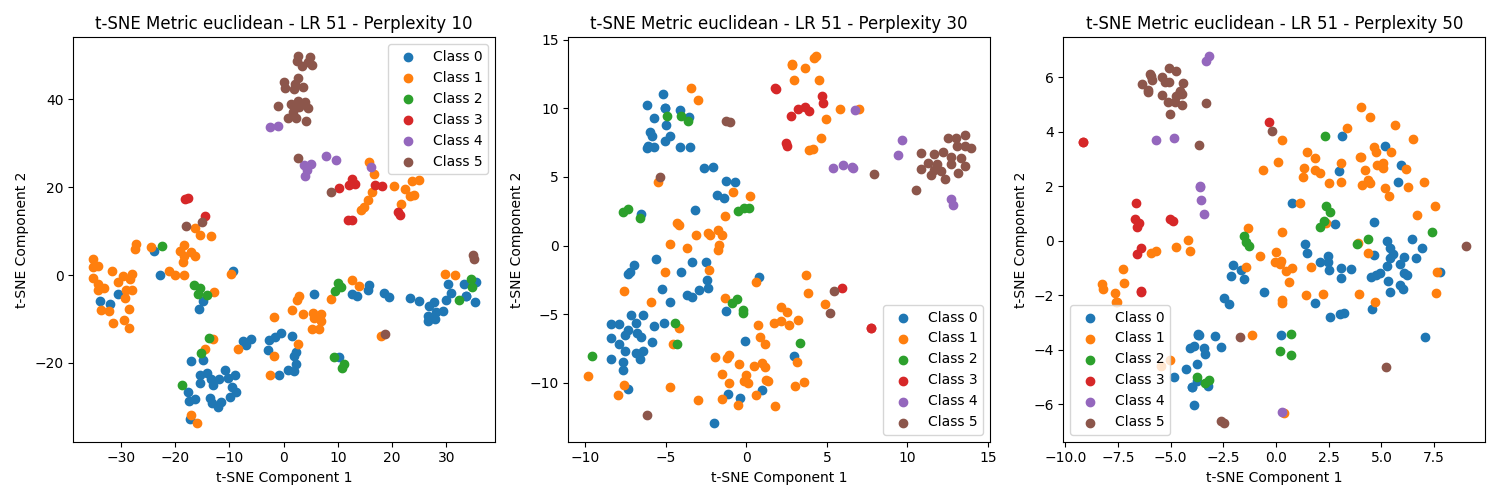 t-SNE Metric euclidean - LR 51 - Perplexity 10
t-SNE Component 2
40
20
0
−20
−30
−20
−10
0
10
20
30
t-SNE Component 1
Class 0
Class 1
Class 2
Class 3
Class 4
Class 5
t-SNE Metric euclidean - LR 51 - Perplexity 30
t-SNE Component 2
15
10
5
0
−5
−10
−10
−5
0
5
10
15
t-SNE Component 1
Class 0
Class 1
Class 2
Class 3
Class 4
Class 5
t-SNE Metric euclidean - LR 51 - Perplexity 50
t-SNE Component 2
6
4
2
0
−2
−4
−6
−10.0
−7.5
−5.0
−2.5
0.0
2.5
5.0
7.5
t-SNE Component 1
Class 0
Class 1
Class 2
Class 3
Class 4
Class 5